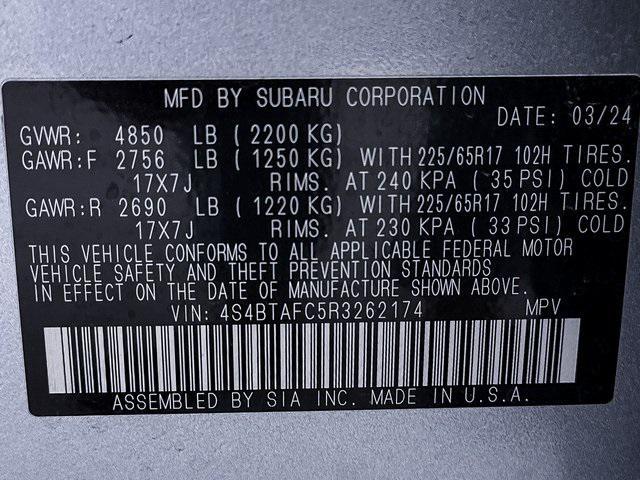 MFD BY SUBARU CORPORATION
DATE: 03/24
GVWR: 4850 LB (2200 KG)
GAWR:F 2756 LB (1250 KG) WITH 225/65R17 102H TIRES.
17X7J RIMS. AT 240 KPA (35 PSI) COLD
GAWR:R 2690 LB (1220 KG) WITH 225/65R17 102H TIRES.
17X7J RIMS. AT 230 KPA (33 PSI) COLD
THIS VEHICLE CONFORMS TO ALL APPLICABLE FEDERAL MOTOR
VEHICLE SAFETY AND THEFT PREVENTION STANDARDS
IN EFFECT ON THE DATE OF MANUFACTURE SHOWN ABOVE.
VIN: 4S4BTAFC5R3262174 MPV
ASSEMBLED BY SIA INC. MADE IN U.S.A.